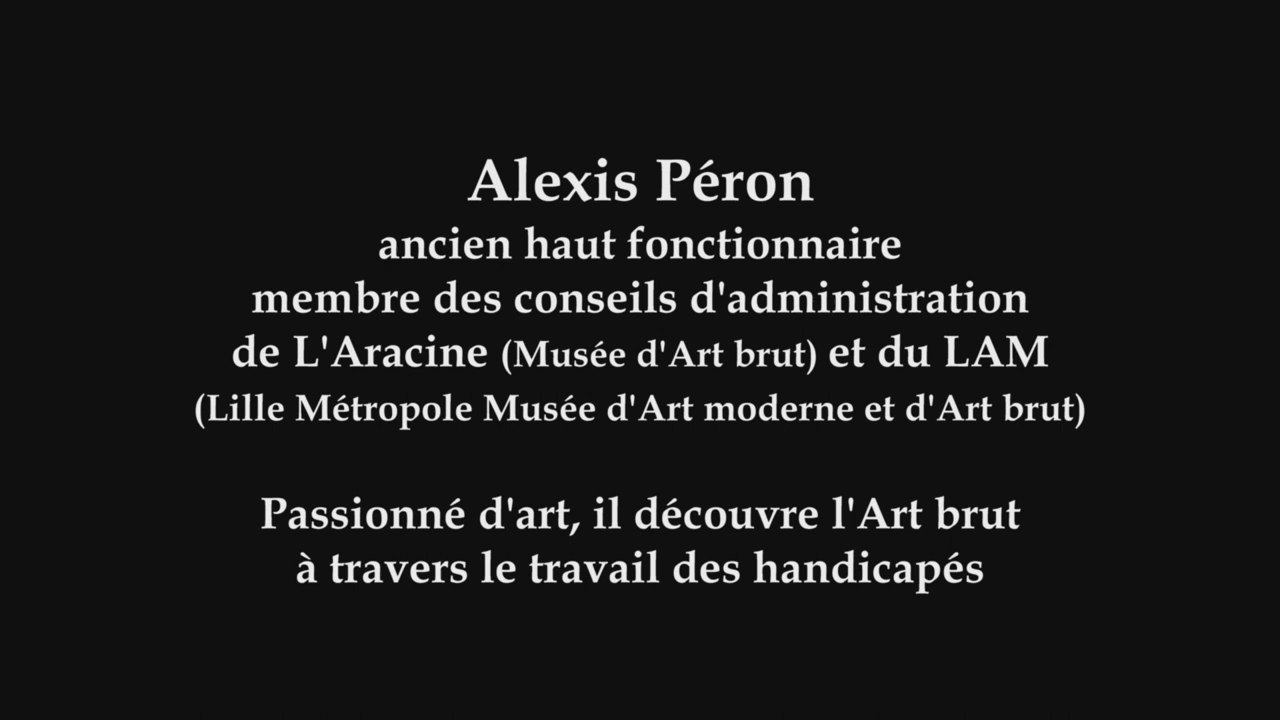 Alexis Péron
ancien haut fonctionnaire
membre des conseils d'administration
de L'Aracine (Musée d'Art brut) et du LAM
(Lille Métropole Musée d'Art moderne et d'Art brut)
Passionné d'art, il découvre l'Art brut
à travers le travail des handicapés